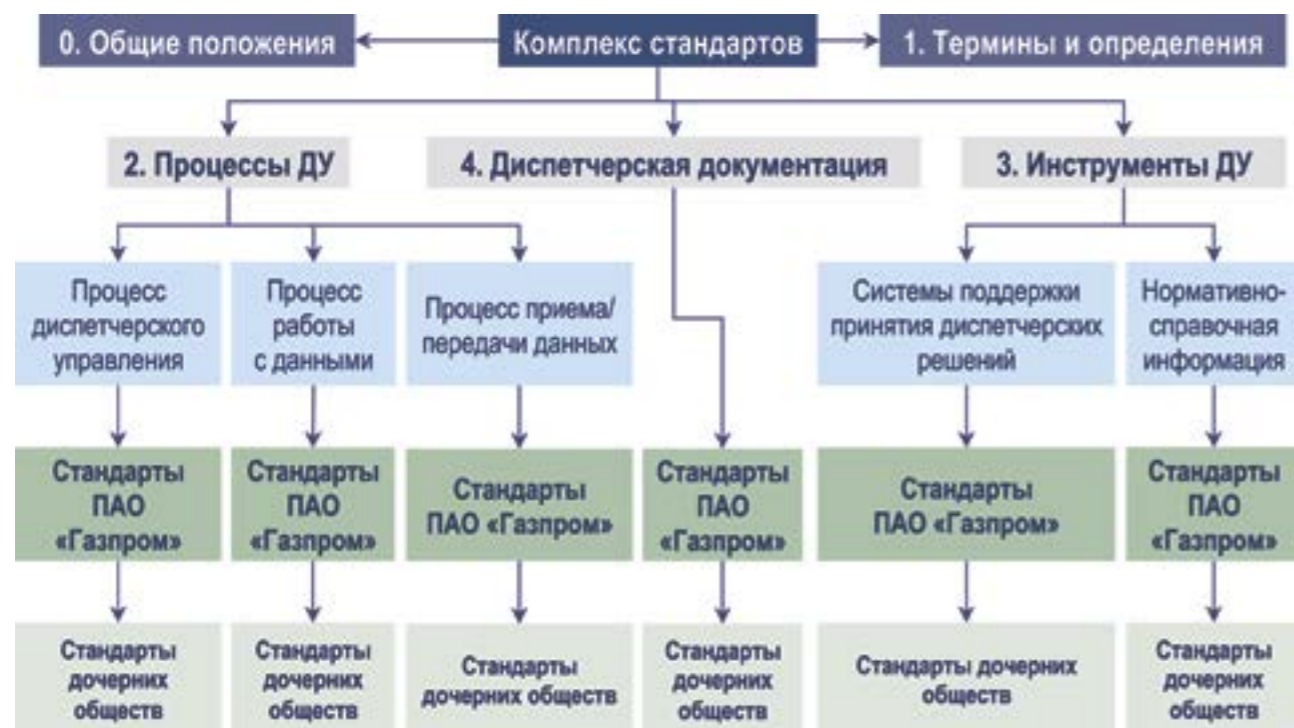 0. Общие положения
Комплекс стандартов
1. Термины и определения
2. Процессы ДУ
4. Диспетчерская документация
3. Инструменты ДУ
Процесс
диспетчерского
управления
Процесс
работы
с данными
Процесс приема/
передачи данных
Системы поддержки
принятия диспетчерских
решений
Нормативно-
справочная
информация
Стандарты
ПАО
«Газпром»
Стандарты
ПАО
«Газпром»
Стандарты
ПАО «Газпром»
Стандарты
ПАО
«Газпром»
Стандарты
ПАО «Газпром»
Стандарты
ПАО
«Газпром»
Стандарты
дочерних
обществ
Стандарты
дочерних
обществ
Стандарты
дочерних обществ
Стандарты
дочерних
обществ
Стандарты дочерних
обществ
Стандарты
дочерних
обществ